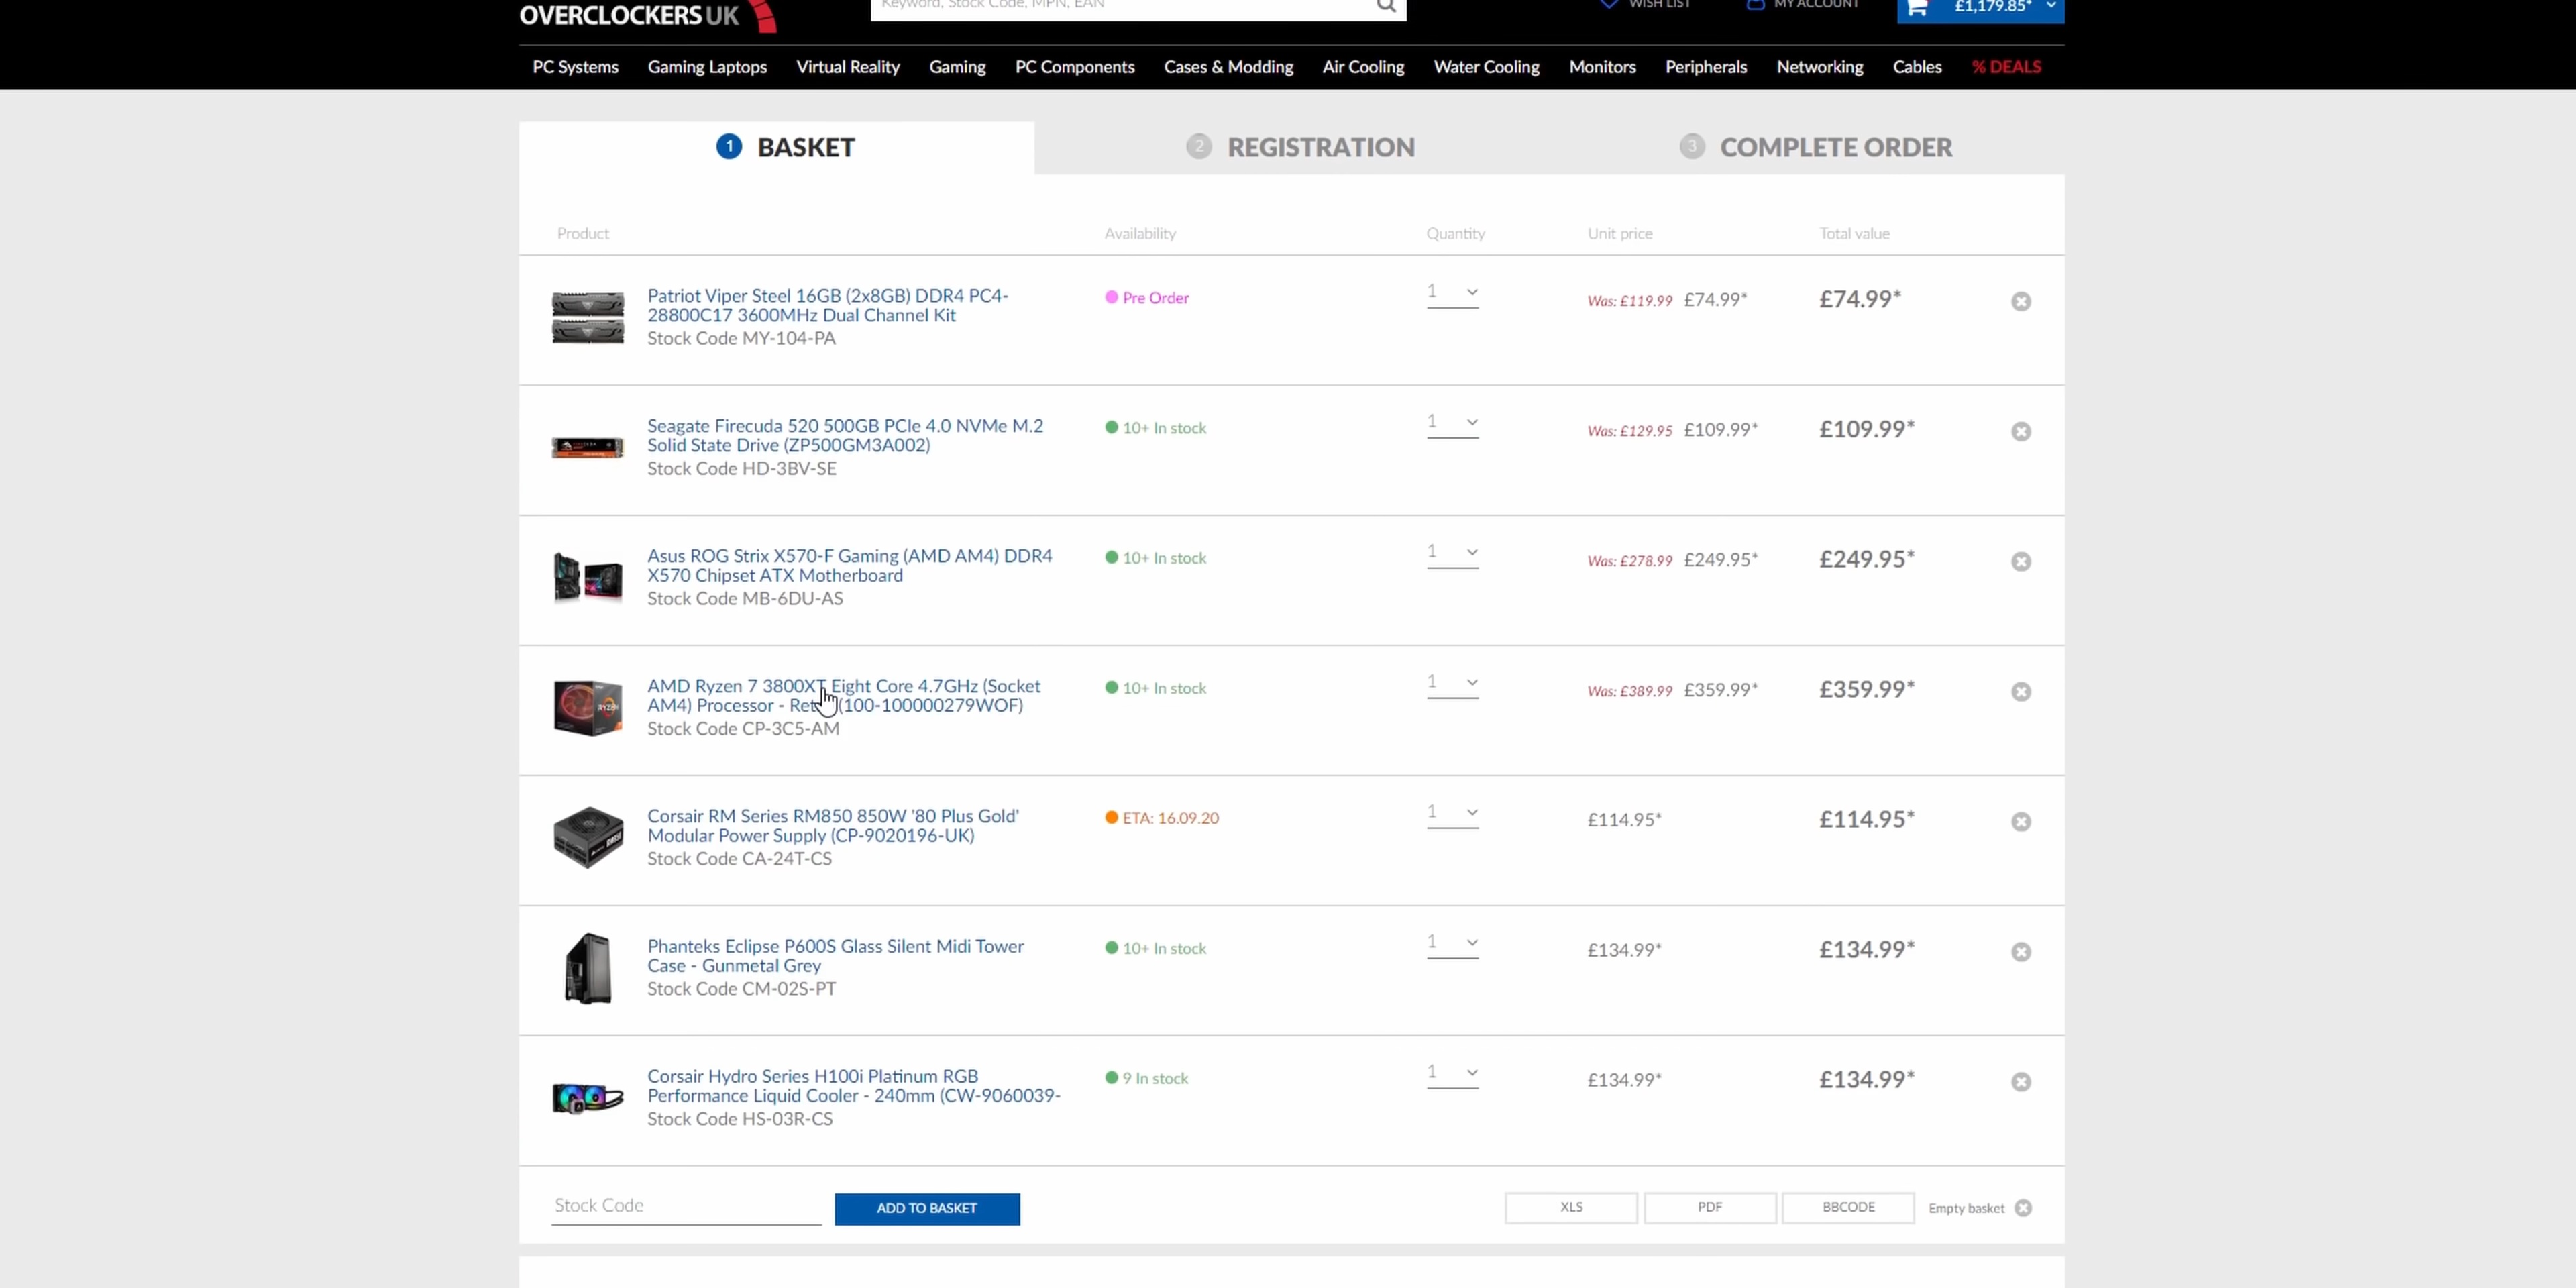 OVERCLOCKERS UK
Keyword, Stock Code, MPN, EAN
WISH LIST
MY ACCOUNT
£1,179.85*
PC Systems Gaming Laptops Virtual Reality Gaming PC Components Cases & Modding Air Cooling Water Cooling Monitors Peripherals Networking Cables % DEALS
1 BASKET 2 REGISTRATION 3 COMPLETE ORDER
Product Availability Quantity Unit price Total value
Patriot Viper Steel 16GB (2x8GB) DDR4 PC4-
28800C17 3600MHz Dual Channel Kit
Stock Code MY-104-PA
Pre Order
1
Was: £119.99 £74.99*
£74.99*
Seagate Firecuda 520 500GB PCIe 4.0 NVMe M.2
Solid State Drive (ZP500GM3A002)
Stock Code HD-3BV-SE
10+ In stock
1
Was: £129.95 £109.99*
£109.99*
Asus ROG Strix X570-F Gaming (AMD AM4) DDR4
X570 Chipset ATX Motherboard
Stock Code MB-6DU-AS
10+ In stock
1
Was: £278.99 £249.95*
£249.95*
AMD Ryzen 7 3800XT Eight Core 4.7GHz (Socket
AM4) Processor - (100-100000279WOF)
Stock Code CP-3C5-AM
10+ In stock
1
Was: £389.99 £359.99*
£359.99*
Corsair RM Series RM850 850W '80 Plus Gold'
Modular Power Supply (CP-9020196-UK)
Stock Code CA-24T-CS
ETA: 16.09.20
1
£114.95*
£114.95*
Phanteks Eclipse P600S Glass Silent Midi Tower
Case - Gunmetal Grey
Stock Code CM-02S-PT
10+ In stock
1
£134.99*
£134.99*
Corsair Hydro Series H100i Platinum RGB
Performance Liquid Cooler - 240mm (CW-9060039-
Stock Code HS-03R-CS
9 In stock
1
£134.99*
£134.99*
Stock Code
ADD TO BASKET
XLS PDF BBCODE Empty basket